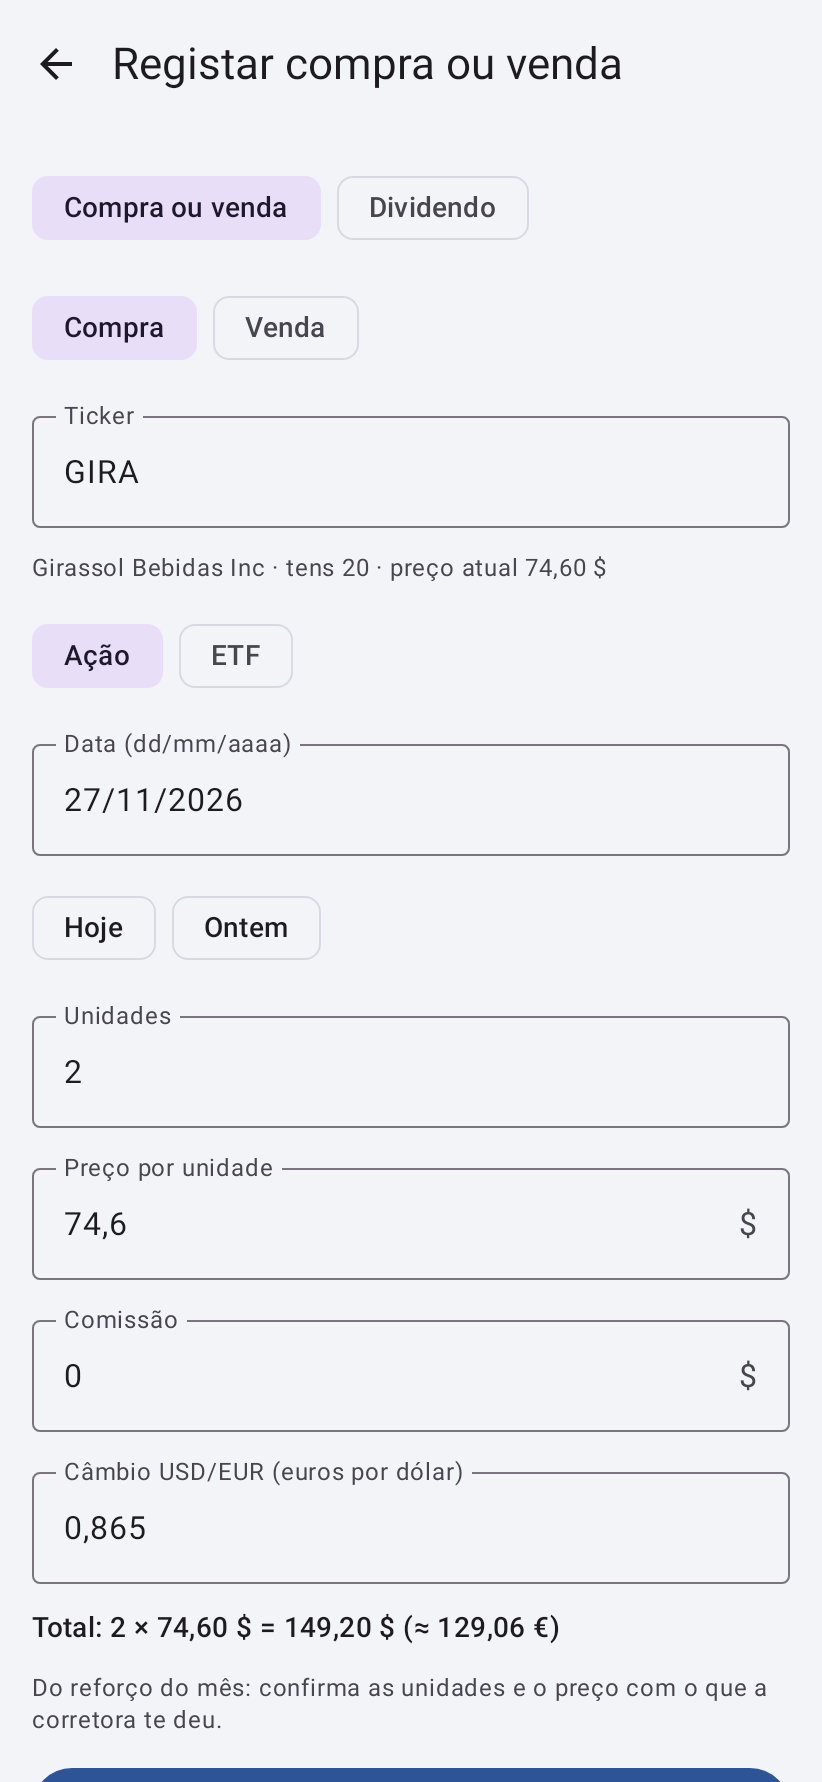 Registar compra ou venda
Compra ou venda
Dividendo
Compra
Venda
Ticker
GIRA
Girassol Bebidas Inc · tens 20 · preço atual 74,60 $
Ação
ETF
Data (dd/mm/aaaa)
27/11/2026
Hoje
Ontem
Unidades
2
Preço por unidade
74,6
$
Comissão
0
$
Câmbio USD/EUR (euros por dólar)
0,865
Total: 2 × 74,60 $ = 149,20 $ (≈ 129,06 €)
Do reforço do mês: confirma as unidades e o preço com o que a
corretora te deu.